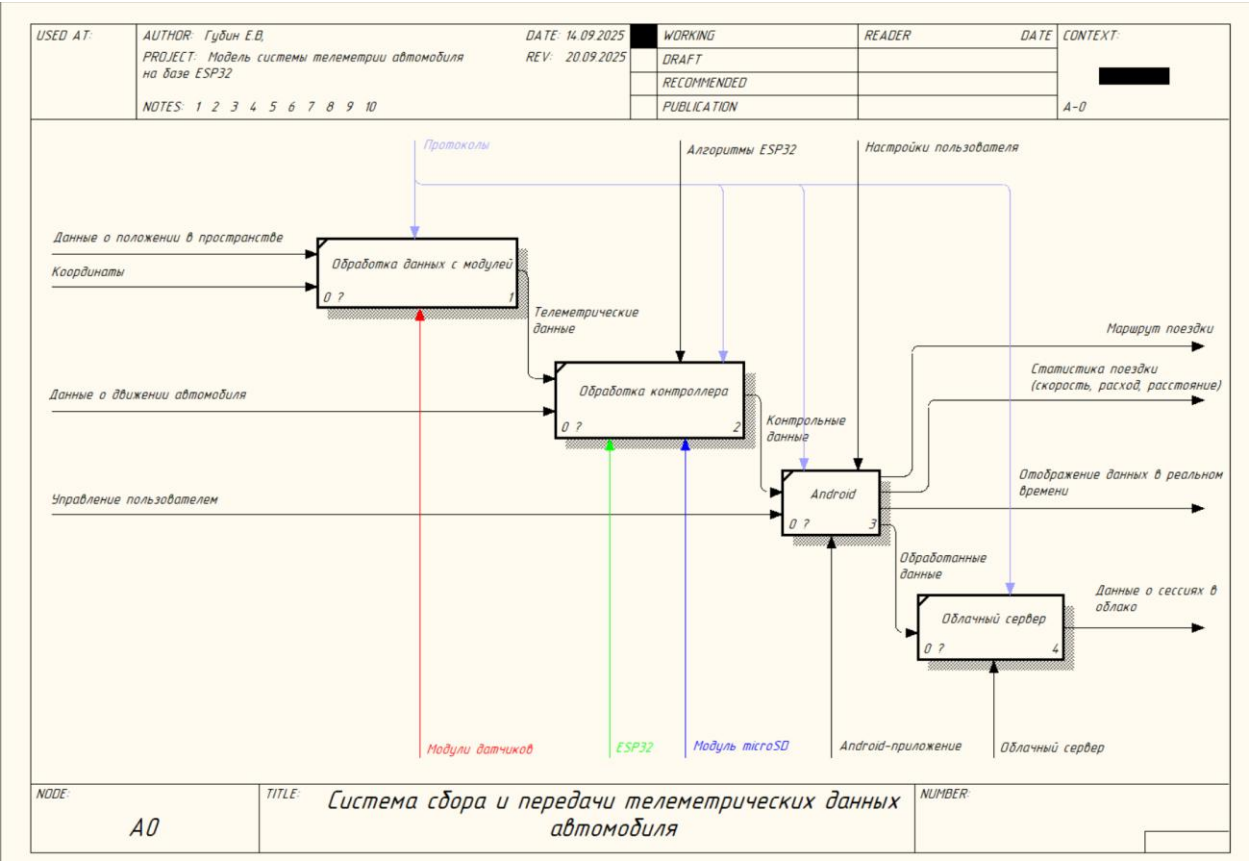 USED AT:
AUTHOR: Губин Е.В,
DATE: 14.09.2025
PROJECT: Модель системы телеметрии автомобиля
на базе ESP32
REV: 20.09.2025
NOTES: 1 2 3 4 5 6 7 8 9 10
WORKING
DRAFT
RECOMMENDED
PUBLICATION
READER
DATE
CONTEXT:
A-0
Протоколы
Алгоритмы ESP32
Настройки пользователя
Данные о положении в пространстве
Координаты
Обработка данных с модулей
0 ?
1
Телеметрические
данные
Данные о движении автомобиля
Обработка контроллера
0 ?
2
Контрольные
данные
Управление пользователем
Android
0 ?
3
Маршрут поездки
Статистика поездки
(скорость, расход, расстояние)
Отображение данных в реальном
времени
Обработанные
данные
Облачный сервер
0 ?
4
Данные о сессиях в
облако
Модули датчиков
ESP32
Модуль microSD
Android-приложение
Облачный сервер
NODE:
A0
TITLE:
Система сбора и передачи телеметрических данных
автомобиля
NUMBER: